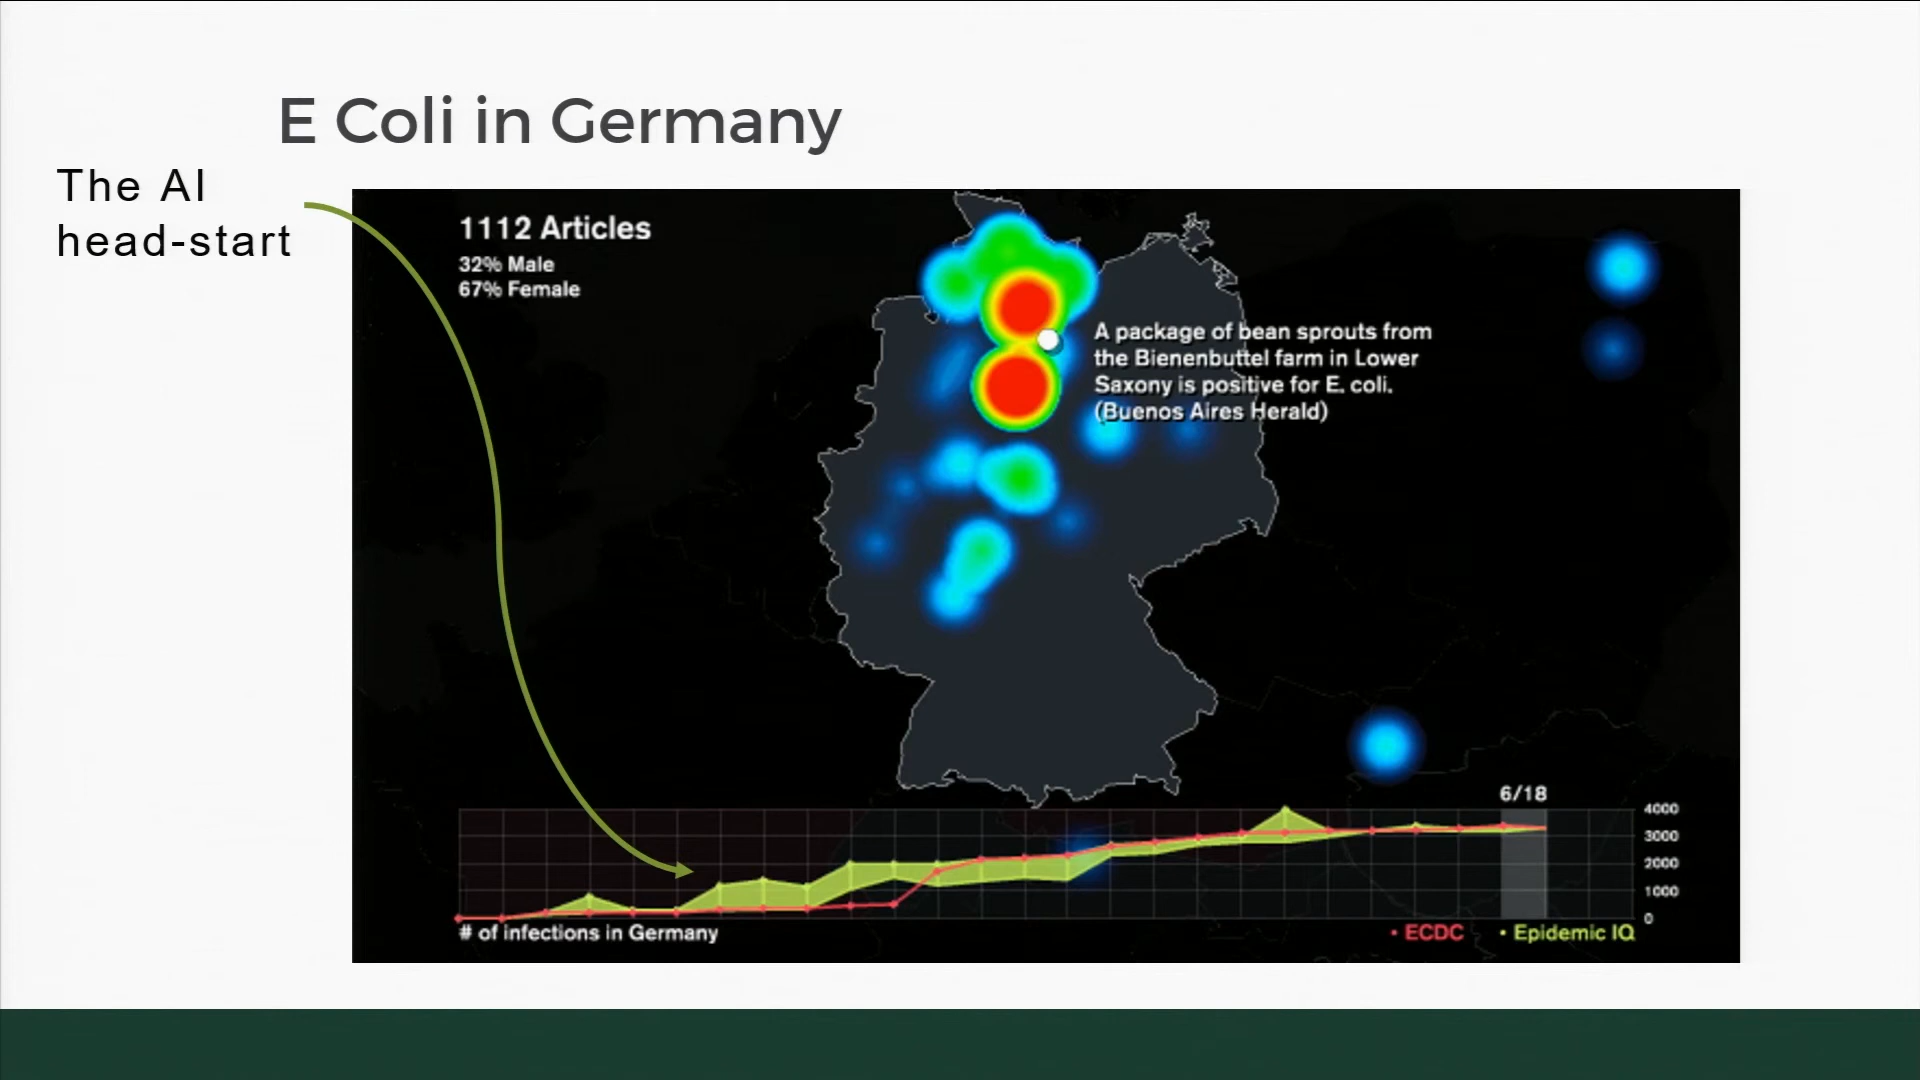 E Coli in Germany
The AI
head-start
1112 Articles
32% Male
67% Female
A package of bean sprouts from
the Bienenbuttel farm in Lower
Saxony is positive for E. coli.
(Buenos Aires Herald)
6/18
4000
3000
2000
1000
0
# of infections in Germany
• ECDC
• Epidemic IQ